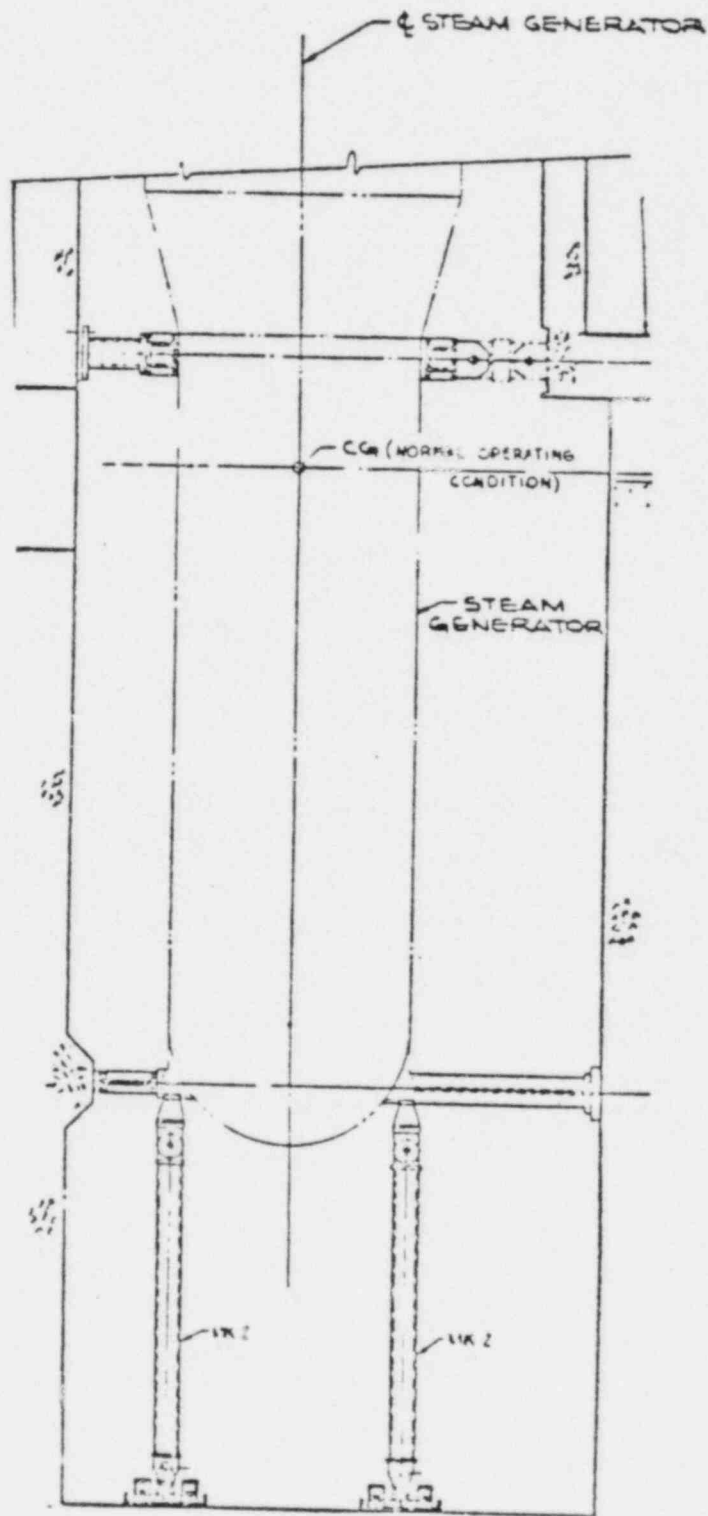 ℄ STEAM GENERATOR
CG (NORMAL OPERATING
CONDITION)
STEAM
GENERATOR
MK-2
MK-2